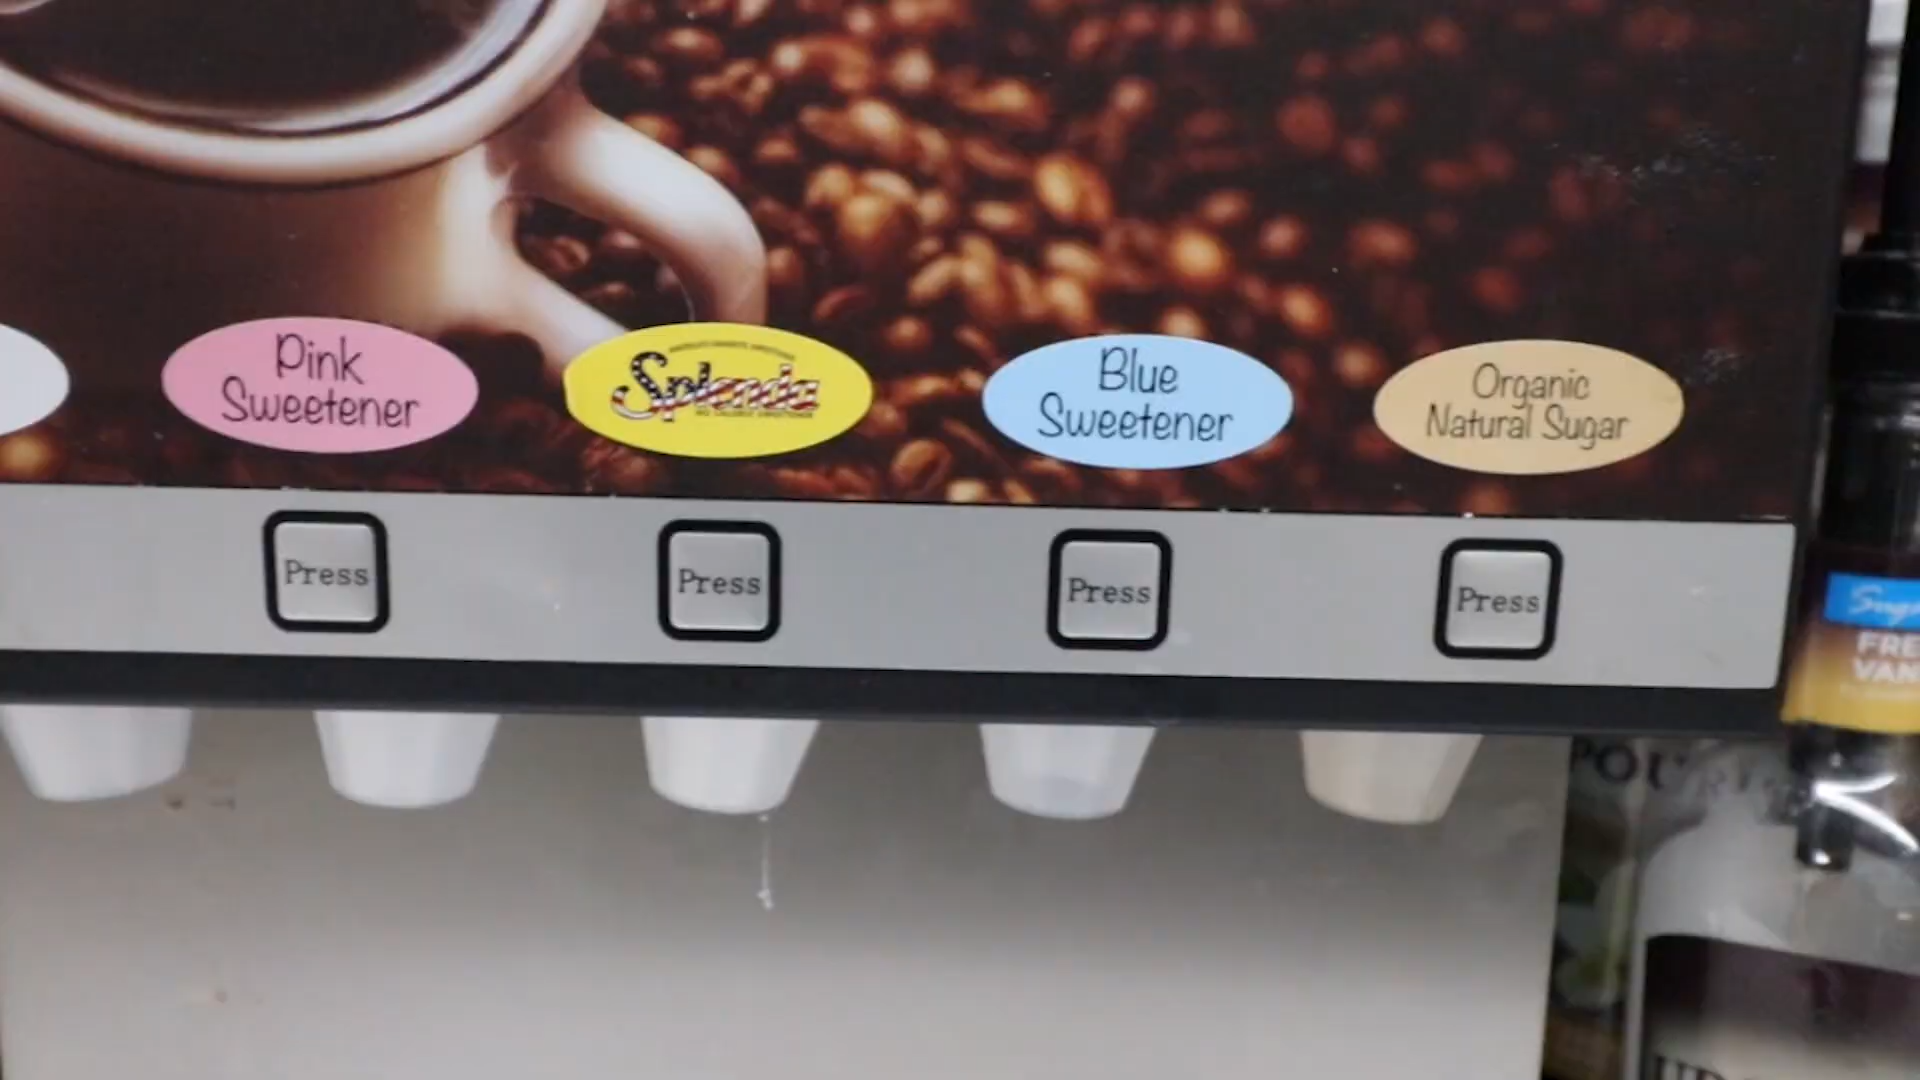 Pink
Sweetener
Splenda
Blue
Sweetener
Organic
Natural Sugar
Press
Press
Press
Press